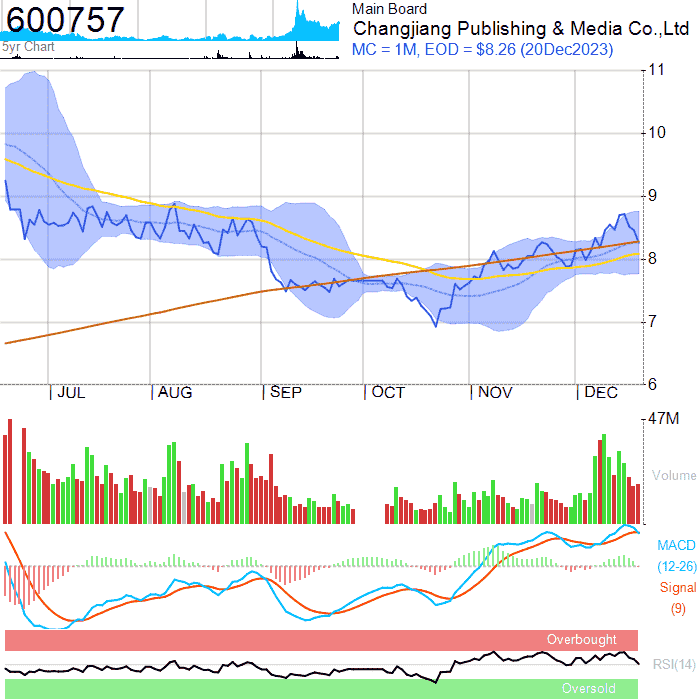 600757
5yr Chart
Main Board
Changjiang Publishing & Media Co.,Ltd
MC = 1M, EOD = $8.26 (20Dec2023)
11
10
9
8
7
6
| JUL | AUG | SEP | OCT | NOV | DEC
47M
Volume
MACD
(12-26)
Signal
(9)
Overbought
RSI(14)
Oversold